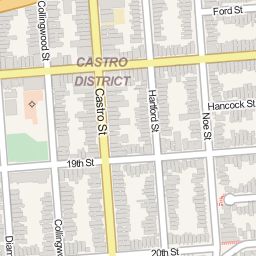 Ford St
Collingwood St
CASTRO
DISTRICT
Castro St
Hartford St
Hancock St
Noe St
19th St
Diam
Collingw
20th St